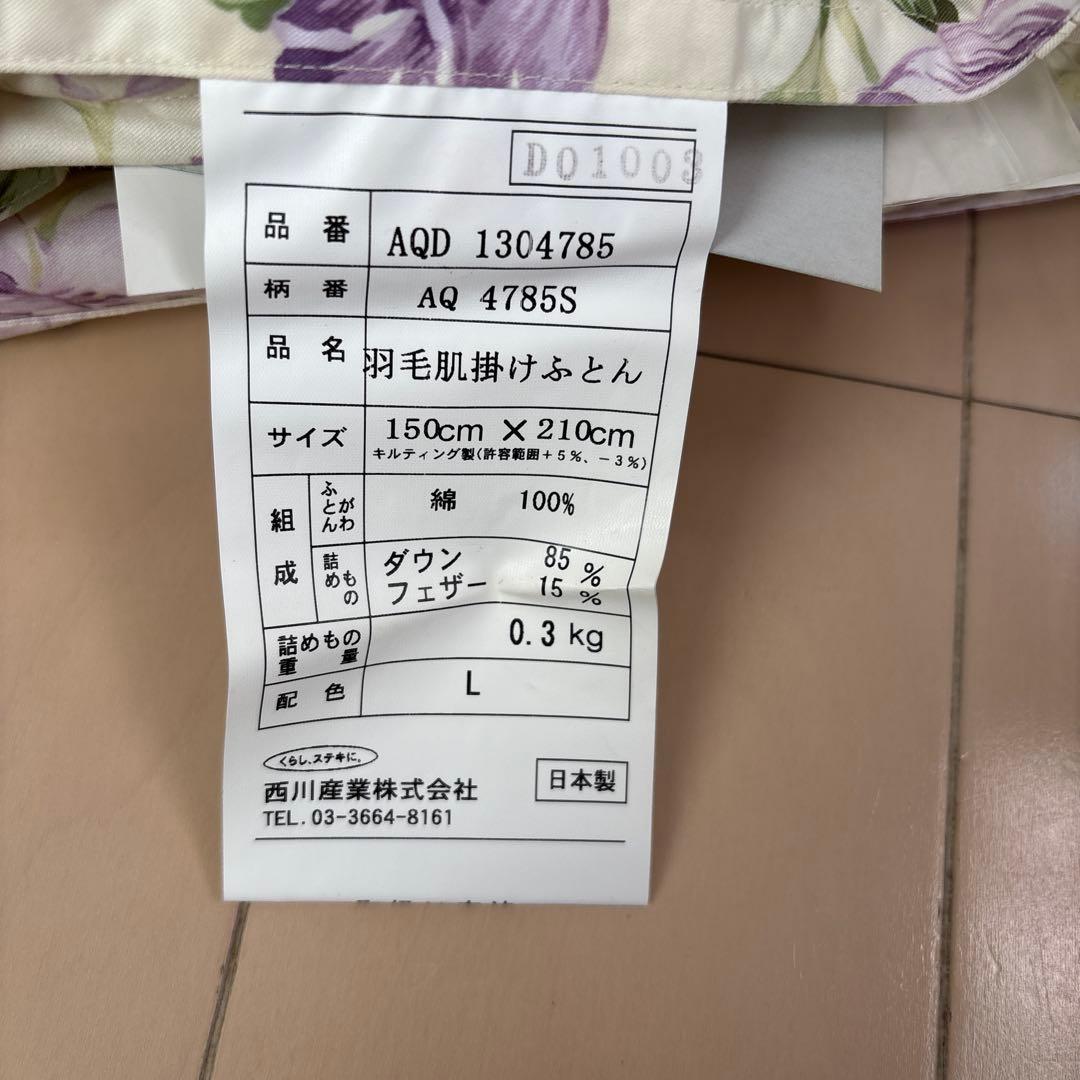 DO1003
品番 AQD 1304785
柄番 AQ 4785S
品名 羽毛肌掛けふとん
サイズ 150cm × 210cm
キルティング製(許容範囲+5%、-3%)
組成 ふとんがわ 綿 100%
詰めもの ダウン 85%
フェザー 15%
詰めもの重量 0.3kg
配色 L
くらし、ステキに。
西川産業株式会社
日本製
TEL.03-3664-8161